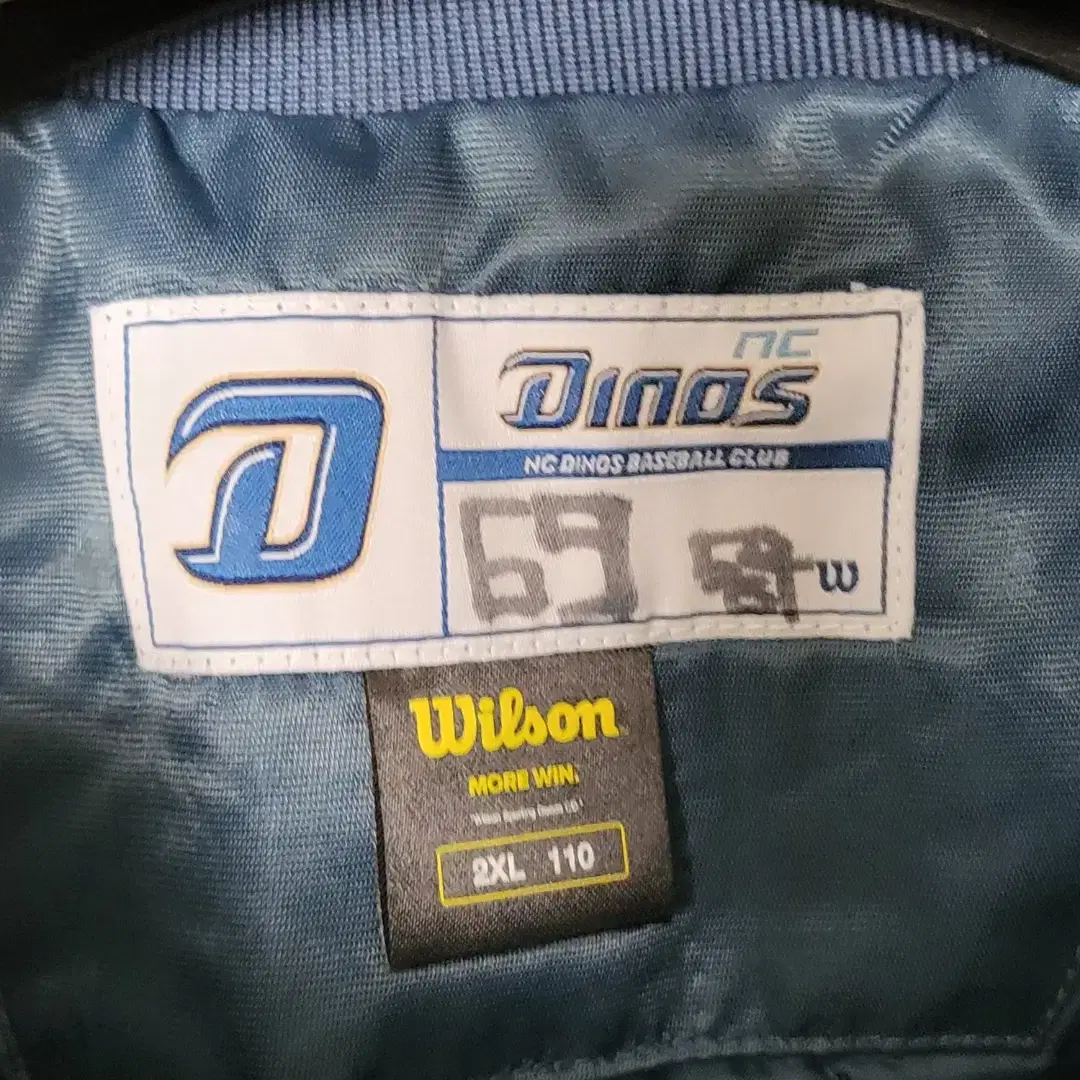 D
NC
DINOS
NC DINOS BASEBALL CLUB
69
W
Wilson
MORE WIN.
2XL 110